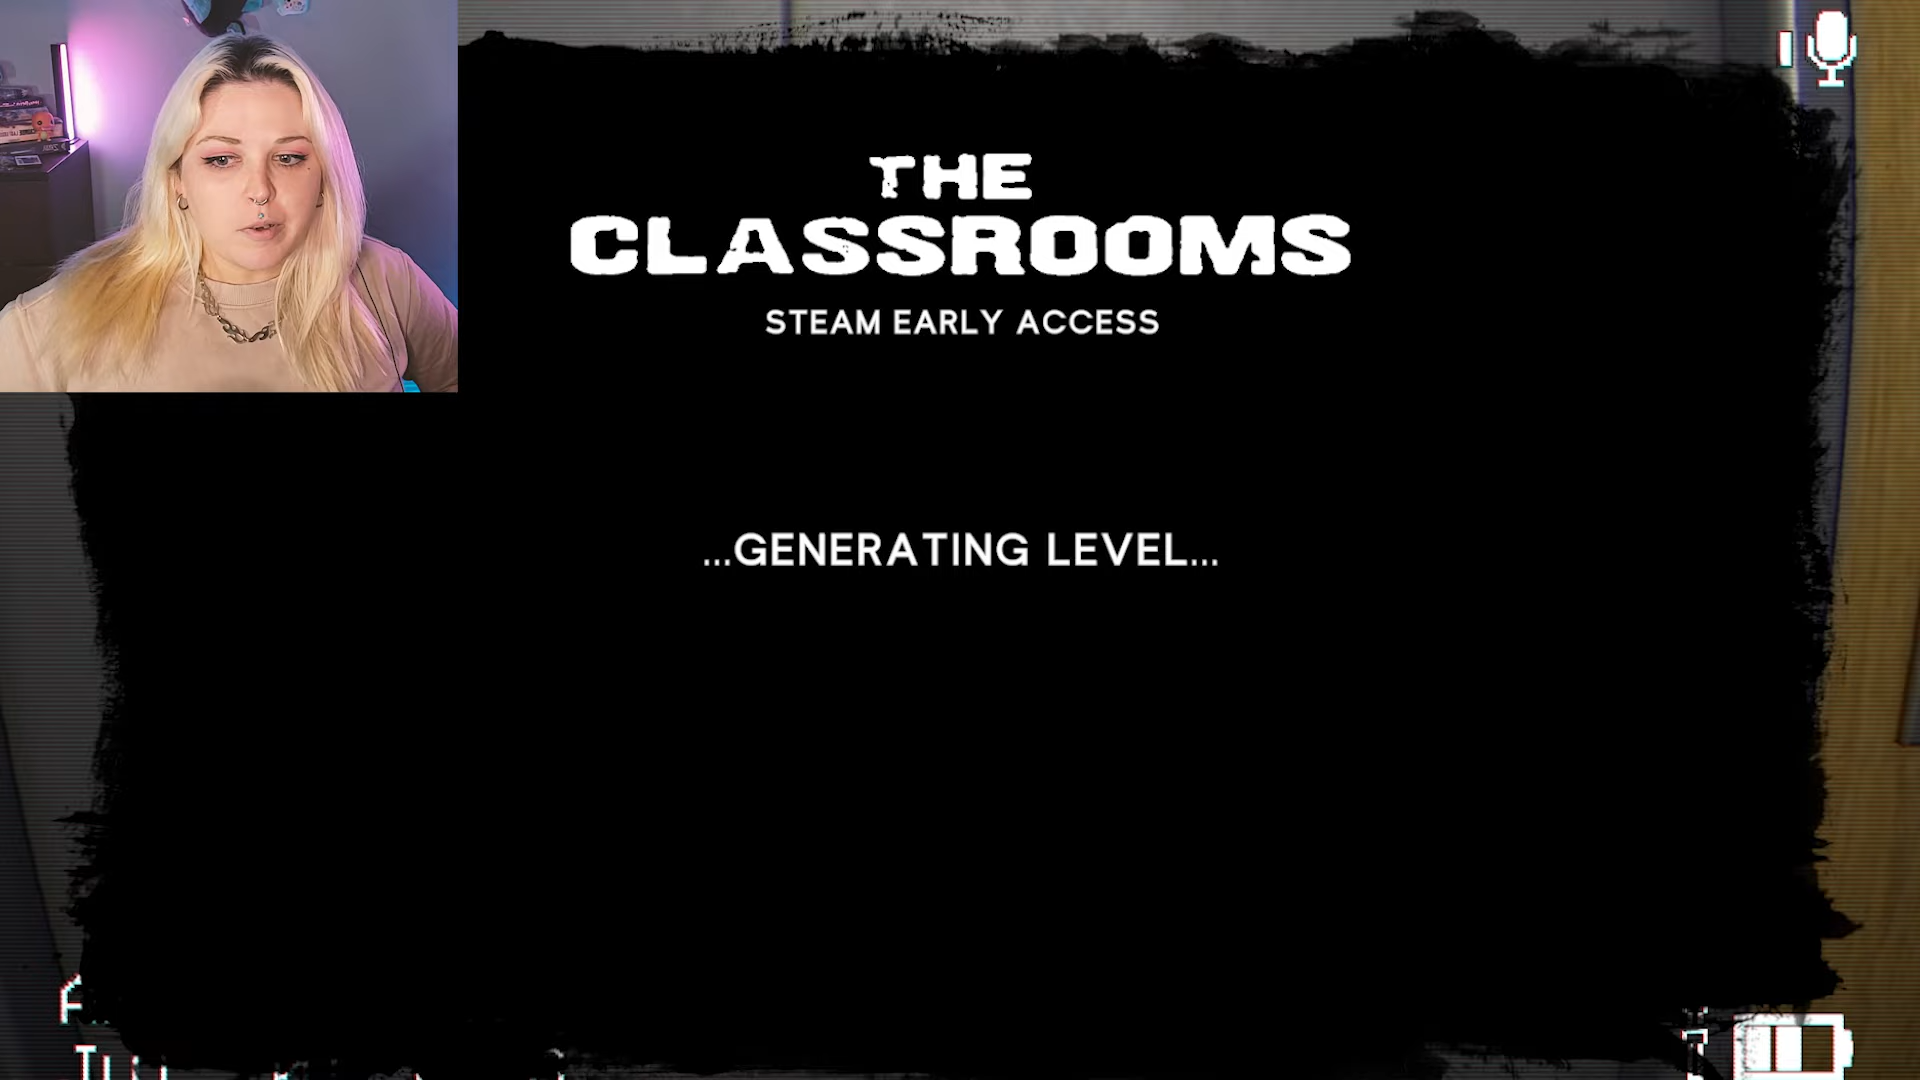 THE
CLASSROOMS
STEAM EARLY ACCESS
...GENERATING LEVEL...